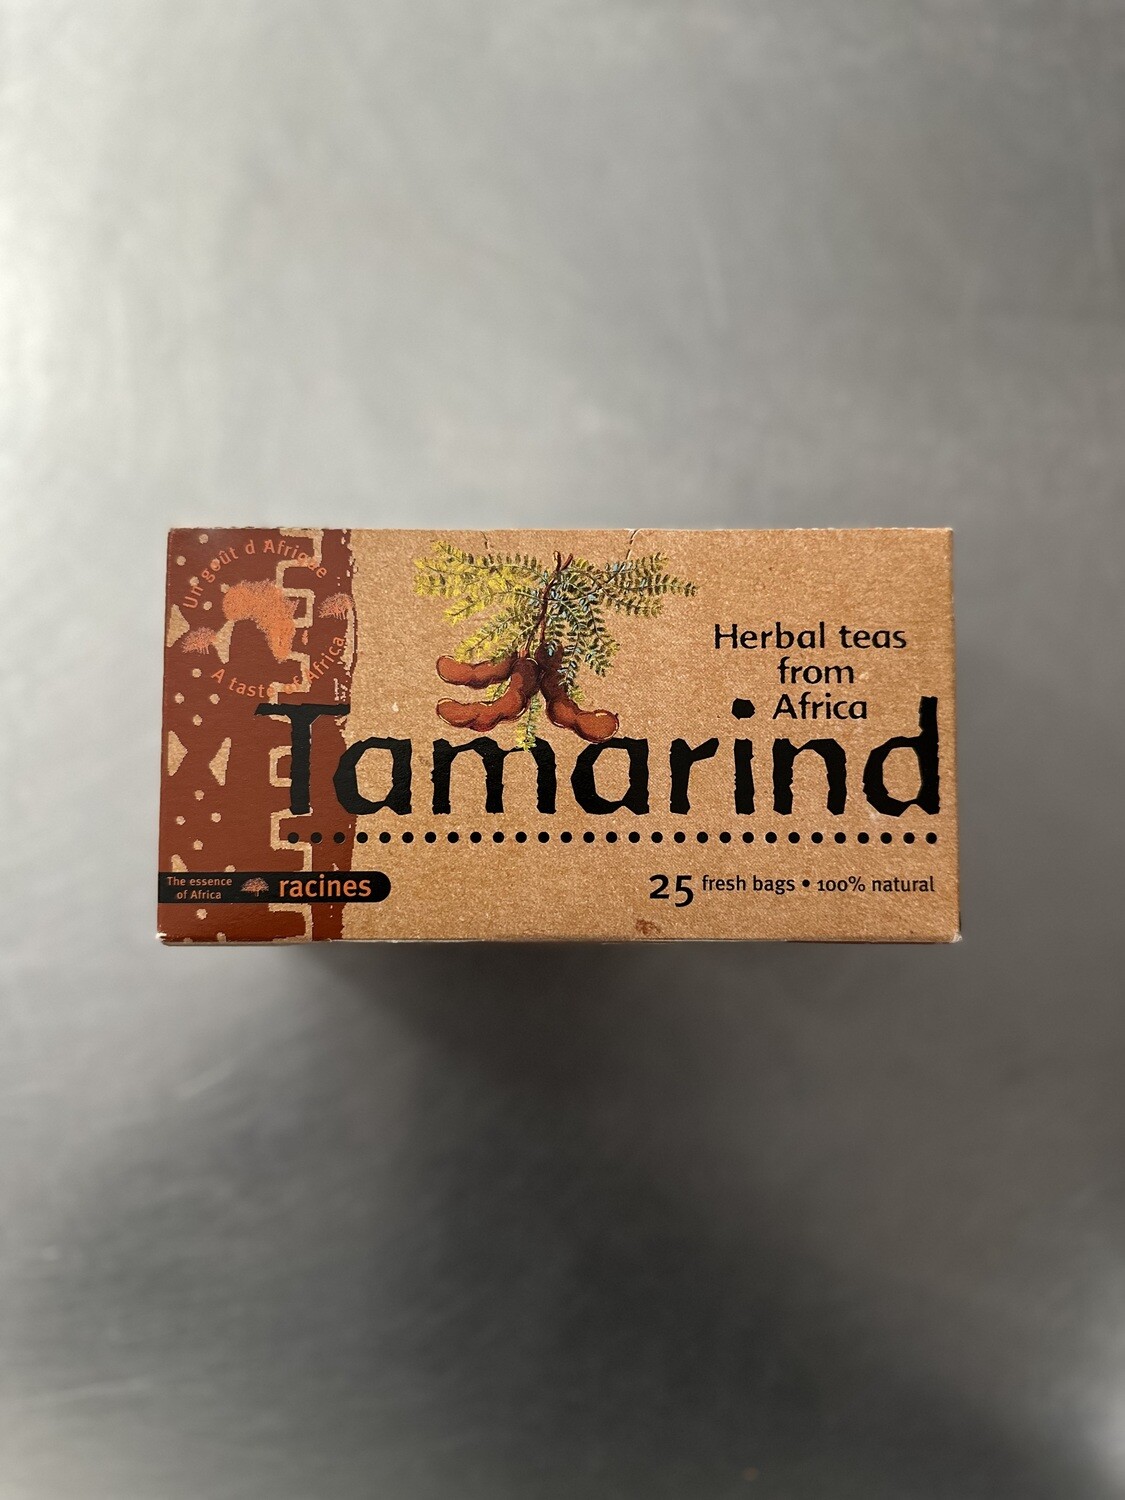 Un goût d Afrique
A taste of Africa
Herbal teas
from
Africa
Tamarind
The essence
of Africa
racines
25 fresh bags • 100% natural